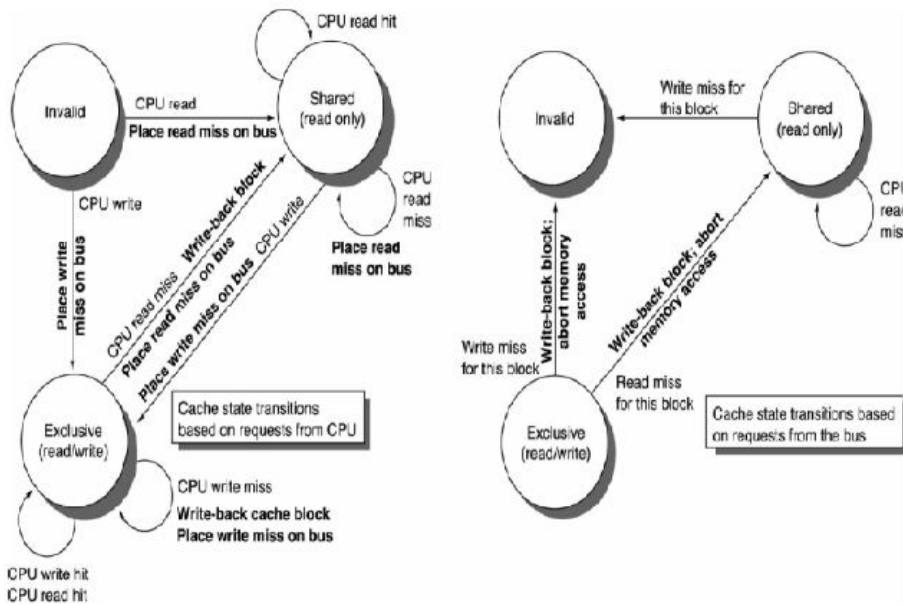 CPU read hit
Invalid
CPU read
Place read miss on bus
Shared
(read only)
CPU write
Place write
miss on bus
CPU read miss
Write-back block
Place read miss on bus
CPU write
Place write miss on bus
CPU
read
miss
Place read
miss on bus
Exclusive
(read/write)
Cache state transitions
based on requests from CPU
CPU write miss
Write-back cache block
Place write miss on bus
CPU write hit
CPU read hit
Invalid
Write miss for
this block
Shared
(read only)
CPU
read
miss
Write-back block;
abort memory
access
Write-back block; abort
memory access
Write miss
for this block
Read miss
for this block
Exclusive
(read/write)
Cache state transitions based
on requests from the bus